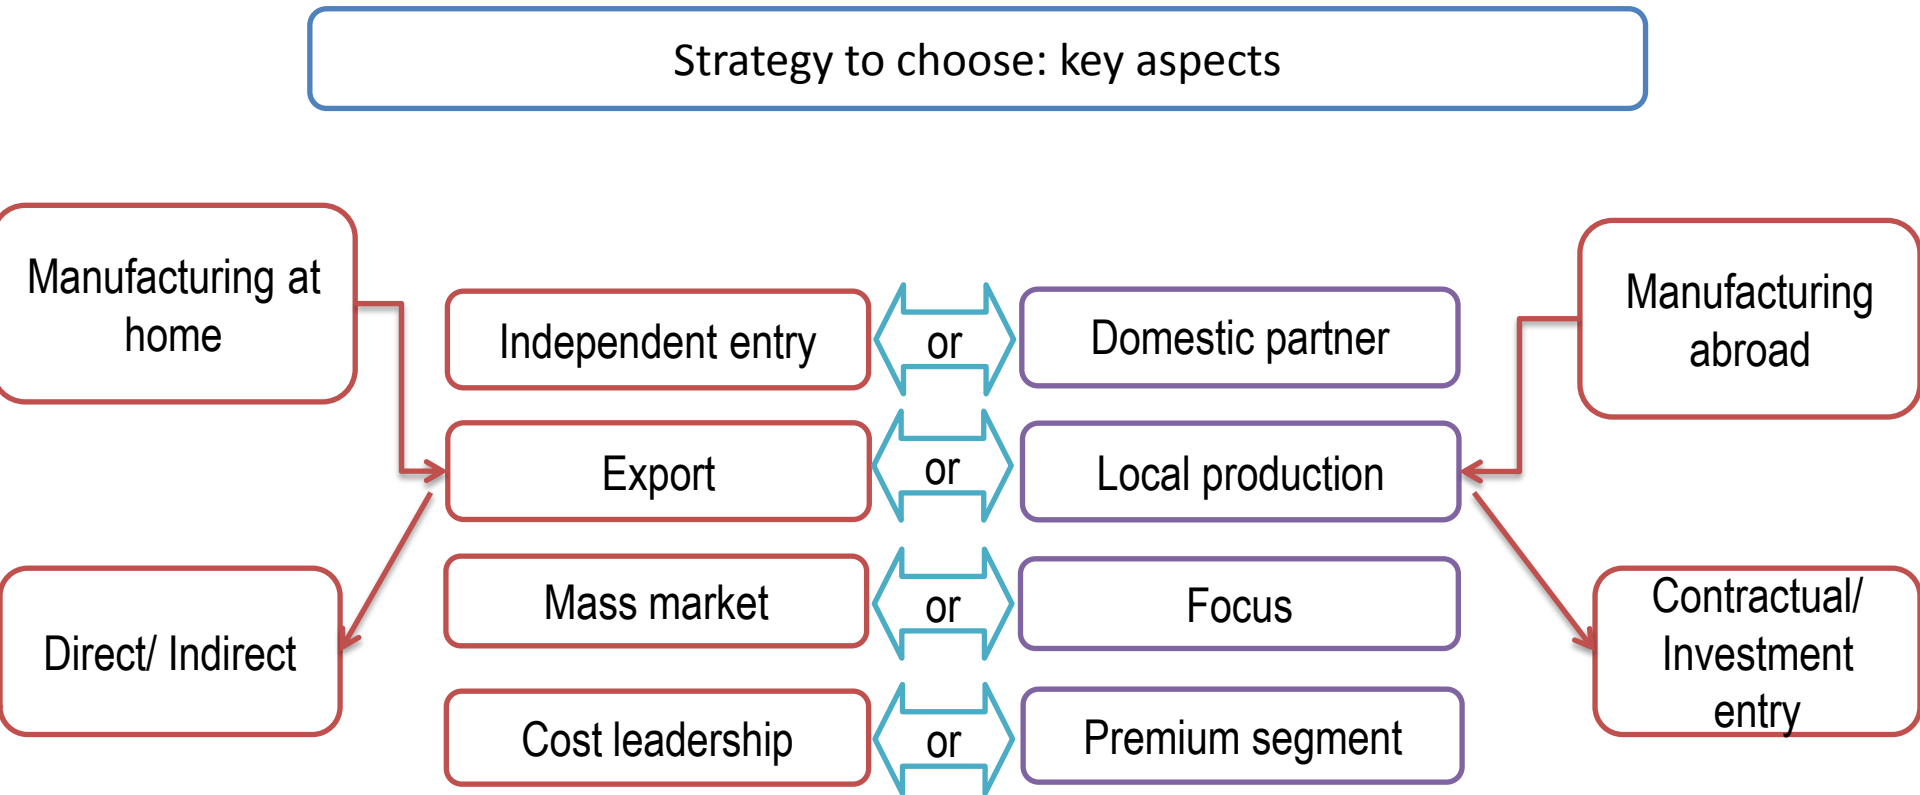 Strategy to choose: key aspects
Manufacturing at
home
Independent entry
or
Domestic partner
Manufacturing
abroad
Export
or
Local production
Mass market
or
Focus
Direct/ Indirect
Contractual/
Investment
entry
Cost leadership
or
Premium segment